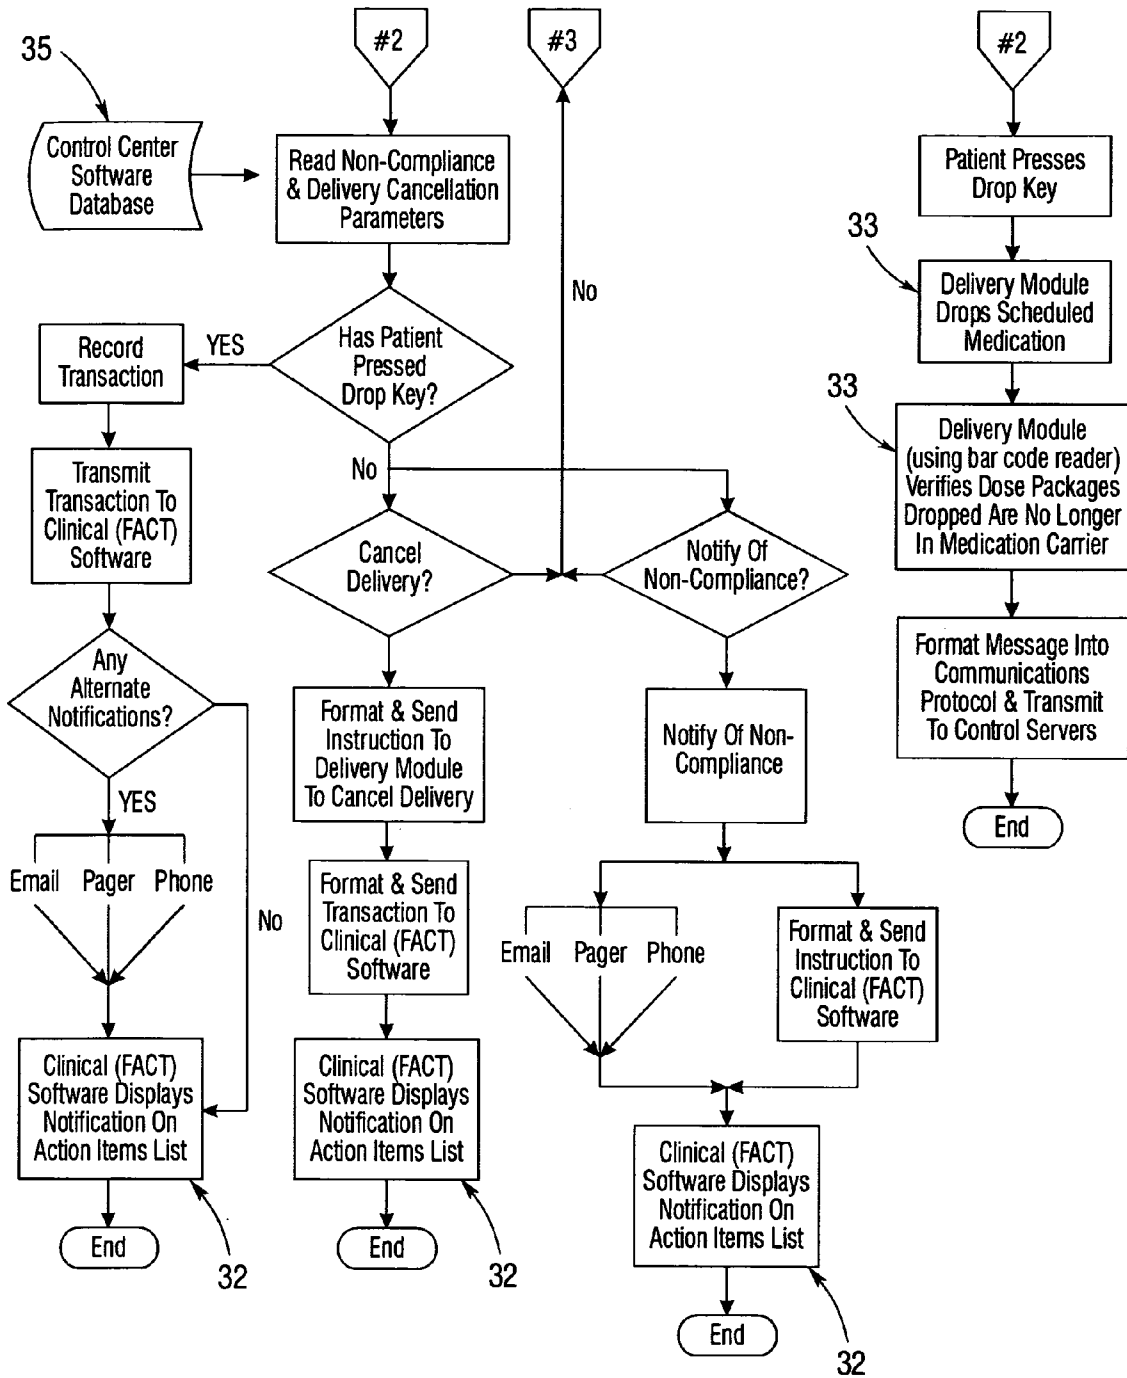 35
#2
#3
#2
Control Center
Software
Database
Read Non-Compliance
& Delivery Cancellation
Parameters
Patient Presses
Drop Key
33
Delivery Module
Drops Scheduled
Medication
No
Has Patient
Pressed
Drop Key?
YES
Record
Transaction
33
Delivery Module
(using bar code reader)
Verifies Dose Packages
Dropped Are No Longer
In Medication Carrier
No
Transmit
Transaction To
Clinical (FACT)
Software
Cancel
Delivery?
Notify Of
Non-Compliance?
Format Message Into
Communications
Protocol & Transmit
To Control Servers
End
Any
Alternate
Notifications?
YES
Email Pager Phone
No
Format & Send
Instruction To
Delivery Module
To Cancel Delivery
Notify Of Non-
Compliance
Format & Send
Transaction To
Clinical (FACT)
Software
Email Pager Phone
Format & Send
Instruction To
Clinical (FACT)
Software
Clinical (FACT)
Software Displays
Notification On
Action Items List
End
32
Clinical (FACT)
Software Displays
Notification On
Action Items List
End
32
Clinical (FACT)
Software Displays
Notification On
Action Items List
End
32